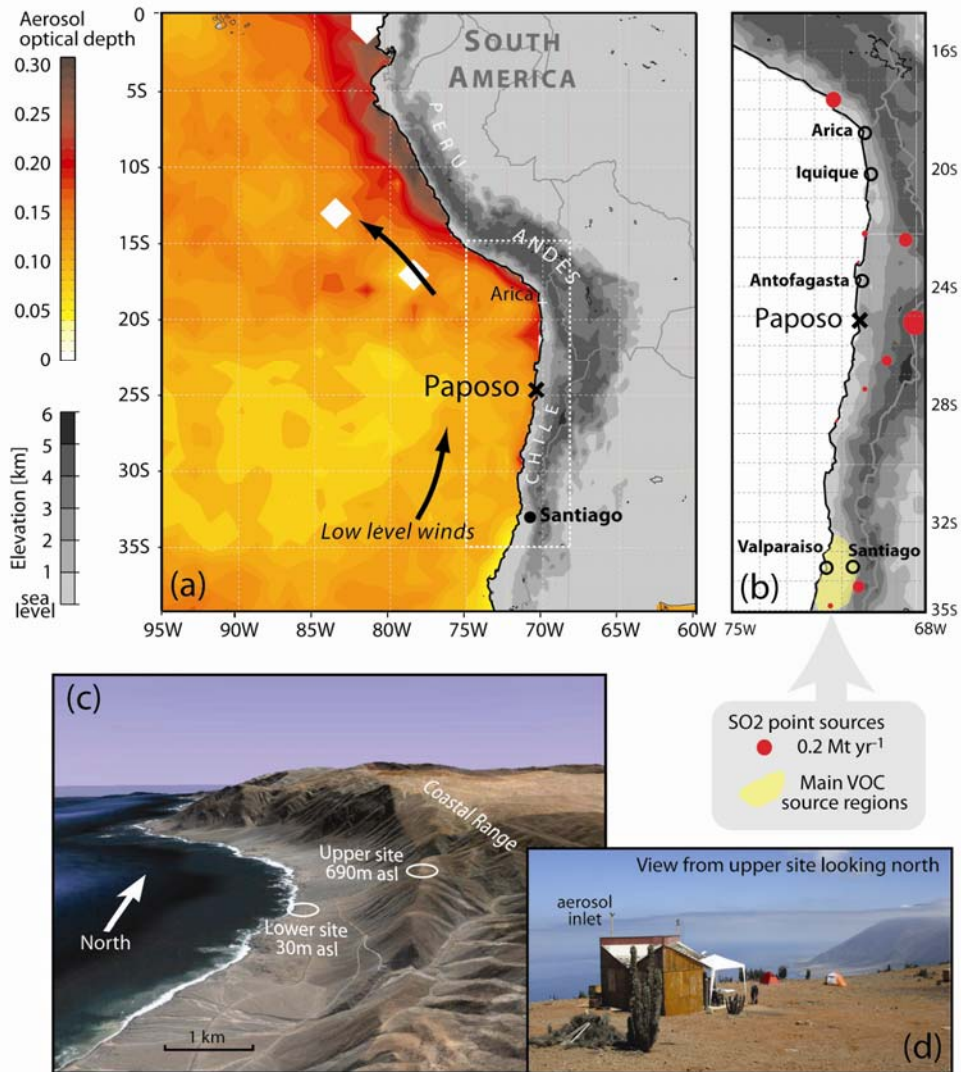 Aerosol
optical depth
0.30
0.25
0.20
0.15
0.10
0.05
0
6
5
4
3
2
1
sea
level
Elevation [km]
0
5S
10S
15S
20S
25S
30S
35S
95W
90W
85W
80W
75W
70W
65W
60W
SOUTH
AMERICA
PERU
ANDES
Arica
Paposo
CHILE
Low level winds
Santiago
(a)
16S
Arica
Iquique
20S
Antofagasta
24S
Paposo
28S
32S
Valparaiso
Santiago
(b)
35S
75W
68W
SO2 point sources
0.2 Mt yr-1
Main VOC
source regions
(c)
Coastal Range
Upper site
690m asl
Lower site
30m asl
North
1 km
View from upper site looking north
aerosol
inlet
(d)